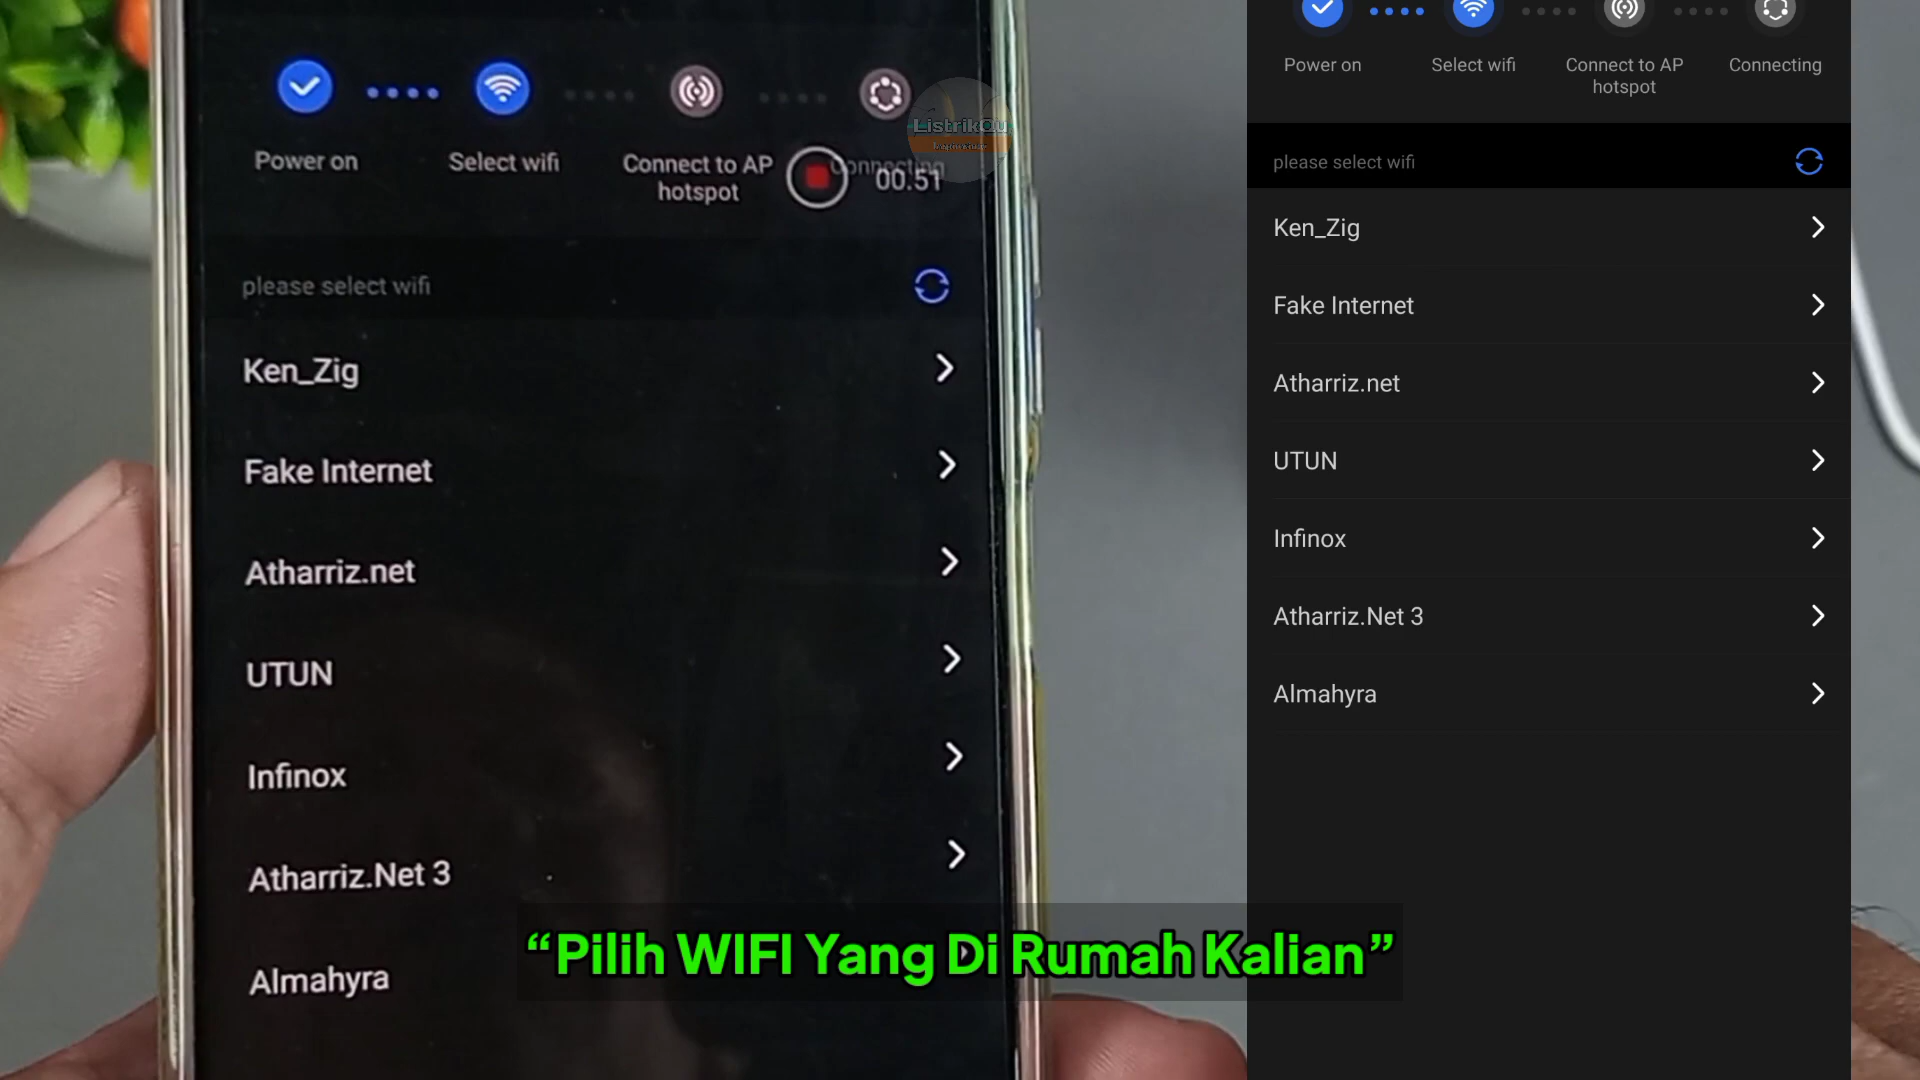 Power on
Select wifi
Connect to AP
hotspot
Connecting
00:51
ListrikQu
please select wifi
Ken_Zig
Fake Internet
Atharriz.net
UTUN
Infinox
Atharriz.Net 3
Almahyra
Power on
Select wifi
Connect to AP
hotspot
Connecting
please select wifi
Ken_Zig
Fake Internet
Atharriz.net
UTUN
Infinox
Atharriz.Net 3
Almahyra
“Pilih WIFI Yang Di Rumah Kalian”